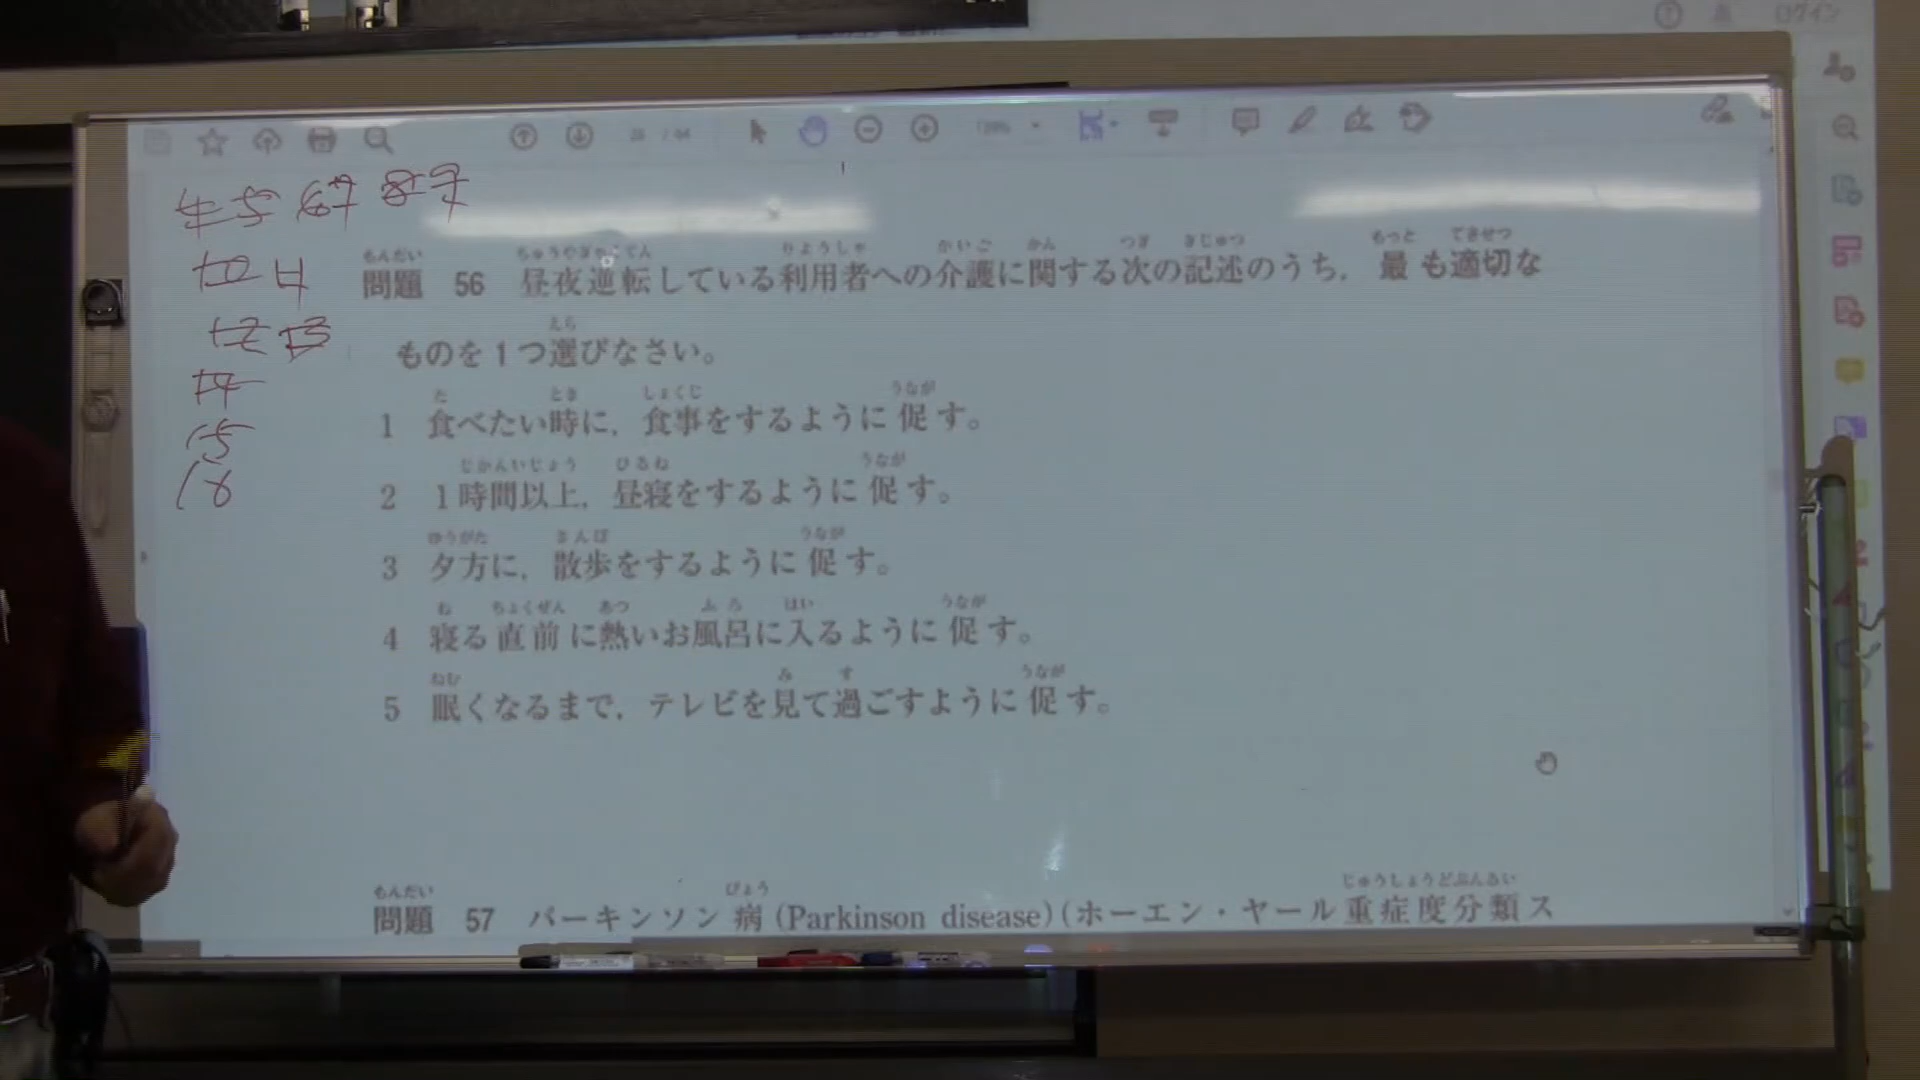 ログイン
問題 56 昼夜逆転している利用者への介護に関する次の記述のうち，最も適切な
ものを1つ選びなさい。
1 食べたい時に，食事をするように促す。
2 1時間以上，昼寝をするように促す。
3 夕方に，散歩をするように促す。
4 寝る直前に熱いお風呂に入るように促す。
5 眠くなるまで，テレビを見て過ごすように促す。
問題 57 パーキンソン病(Parkinson disease)(ホーエン・ヤール重症度分類ス